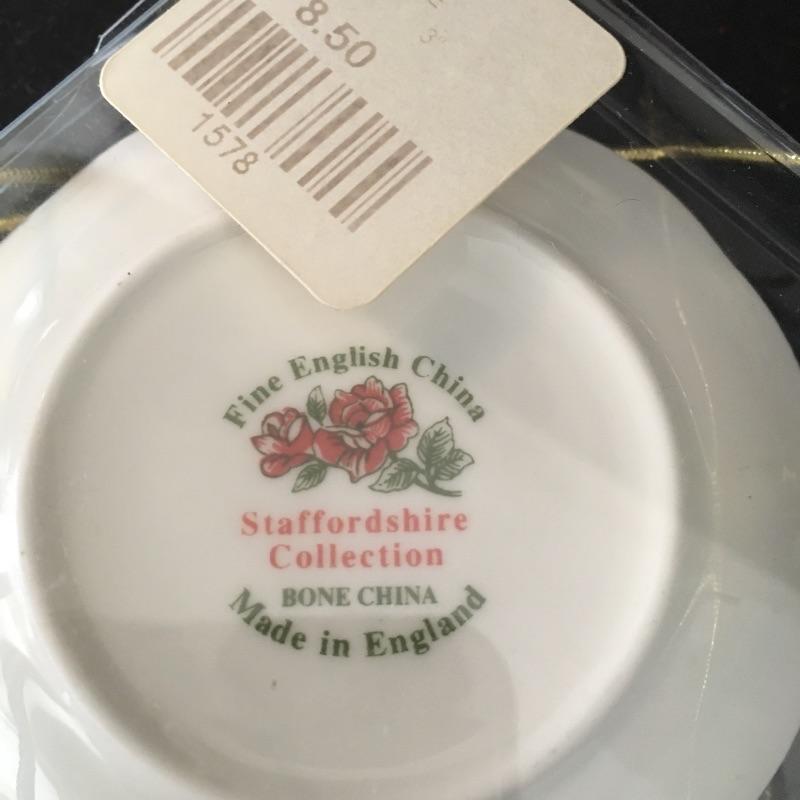 8.50
1578
Fine English China
Staffordshire
Collection
BONE CHINA
Made in England